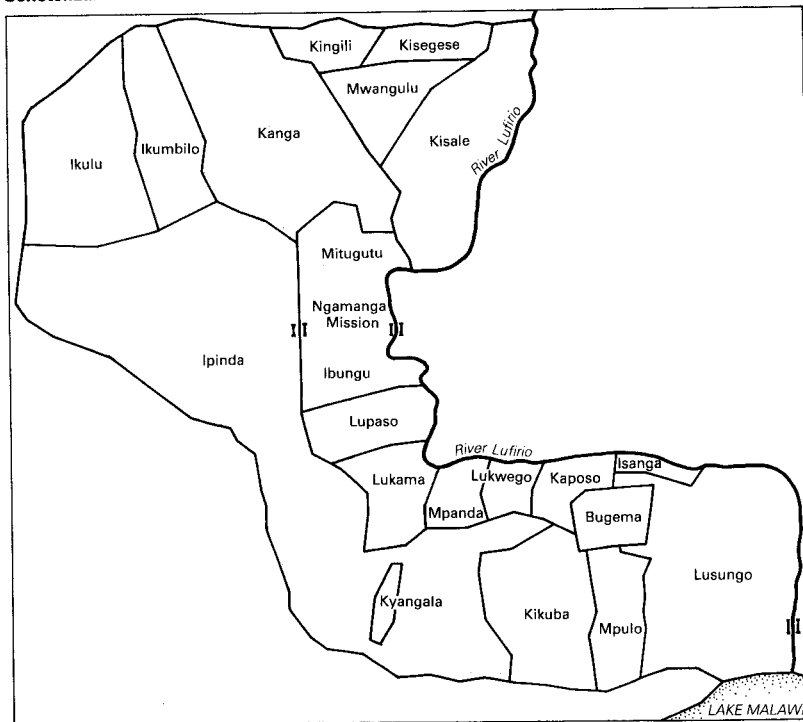 Kingili
Kisegese
Mwangulu
Kanga
Kisale
River Lufirio
Ikulu
Ikumbilo
Mitugutu
Ngamanga
Mission
Ipinda
Ibungu
Lupaso
River Lufirio
Lukama
Mpanda
Lukwego
Kaposo
Isanga
Bugema
Lusungo
Kyangala
Kikuba
Mpulo
LAKE MALAWI